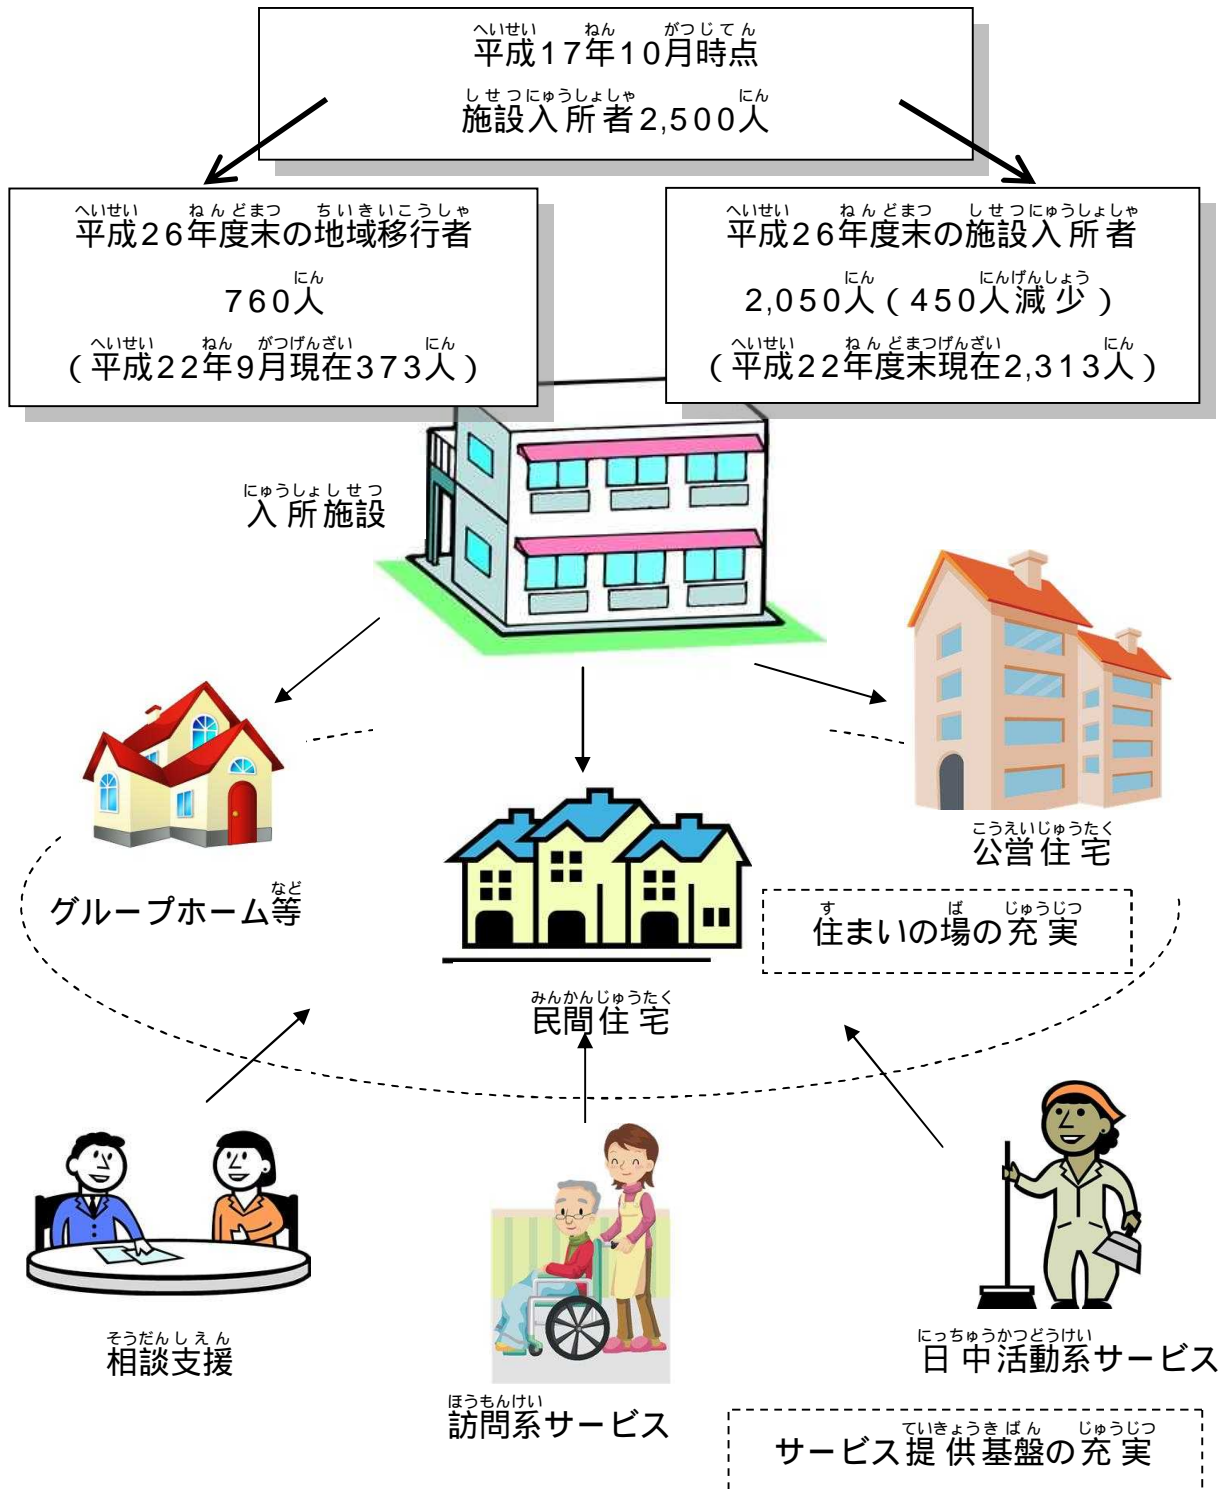 平成17年10月時点
施設入所者2,500人
平成26年度末の地域移行者
760人
(平成22年9月現在373人)
平成26年度末の施設入所者
2,050人(450人減少)
(平成22年度末現在2,313人)
入所施設
公営住宅
グループホーム等
住まいの場の充実
民間住宅
相談支援
訪問系サービス
日中活動系サービス
サービス提供基盤の充実